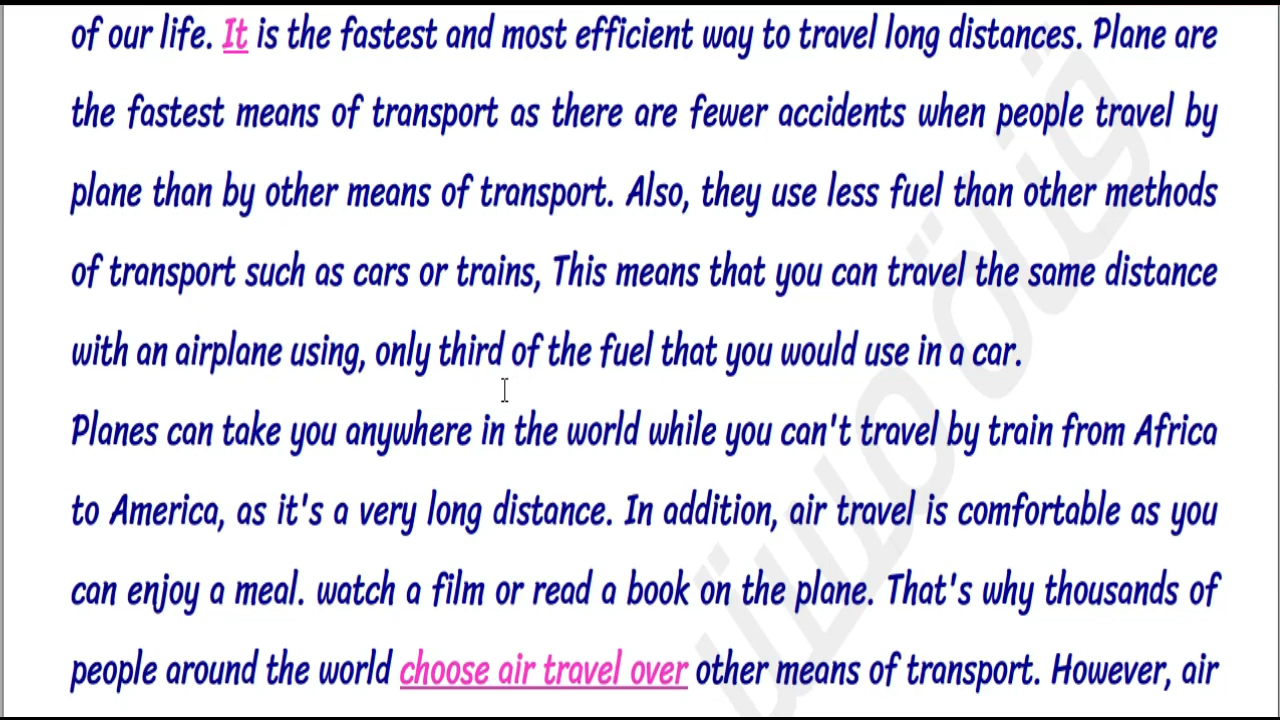 of our life. It is the fastest and most efficient way to travel long distances. Plane are
the fastest means of transport as there are fewer accidents when people travel by
plane than by other means of transport. Also, they use less fuel than other methods
of transport such as cars or trains, This means that you can travel the same distance
with an airplane using, only third of the fuel that you would use in a car.
Planes can take you anywhere in the world while you can't travel by train from Africa
to America, as it's a very long distance. In addition, air travel is comfortable as you
can enjoy a meal. watch a film or read a book on the plane. That's why thousands of
people around the world choose air travel over other means of transport. However, air